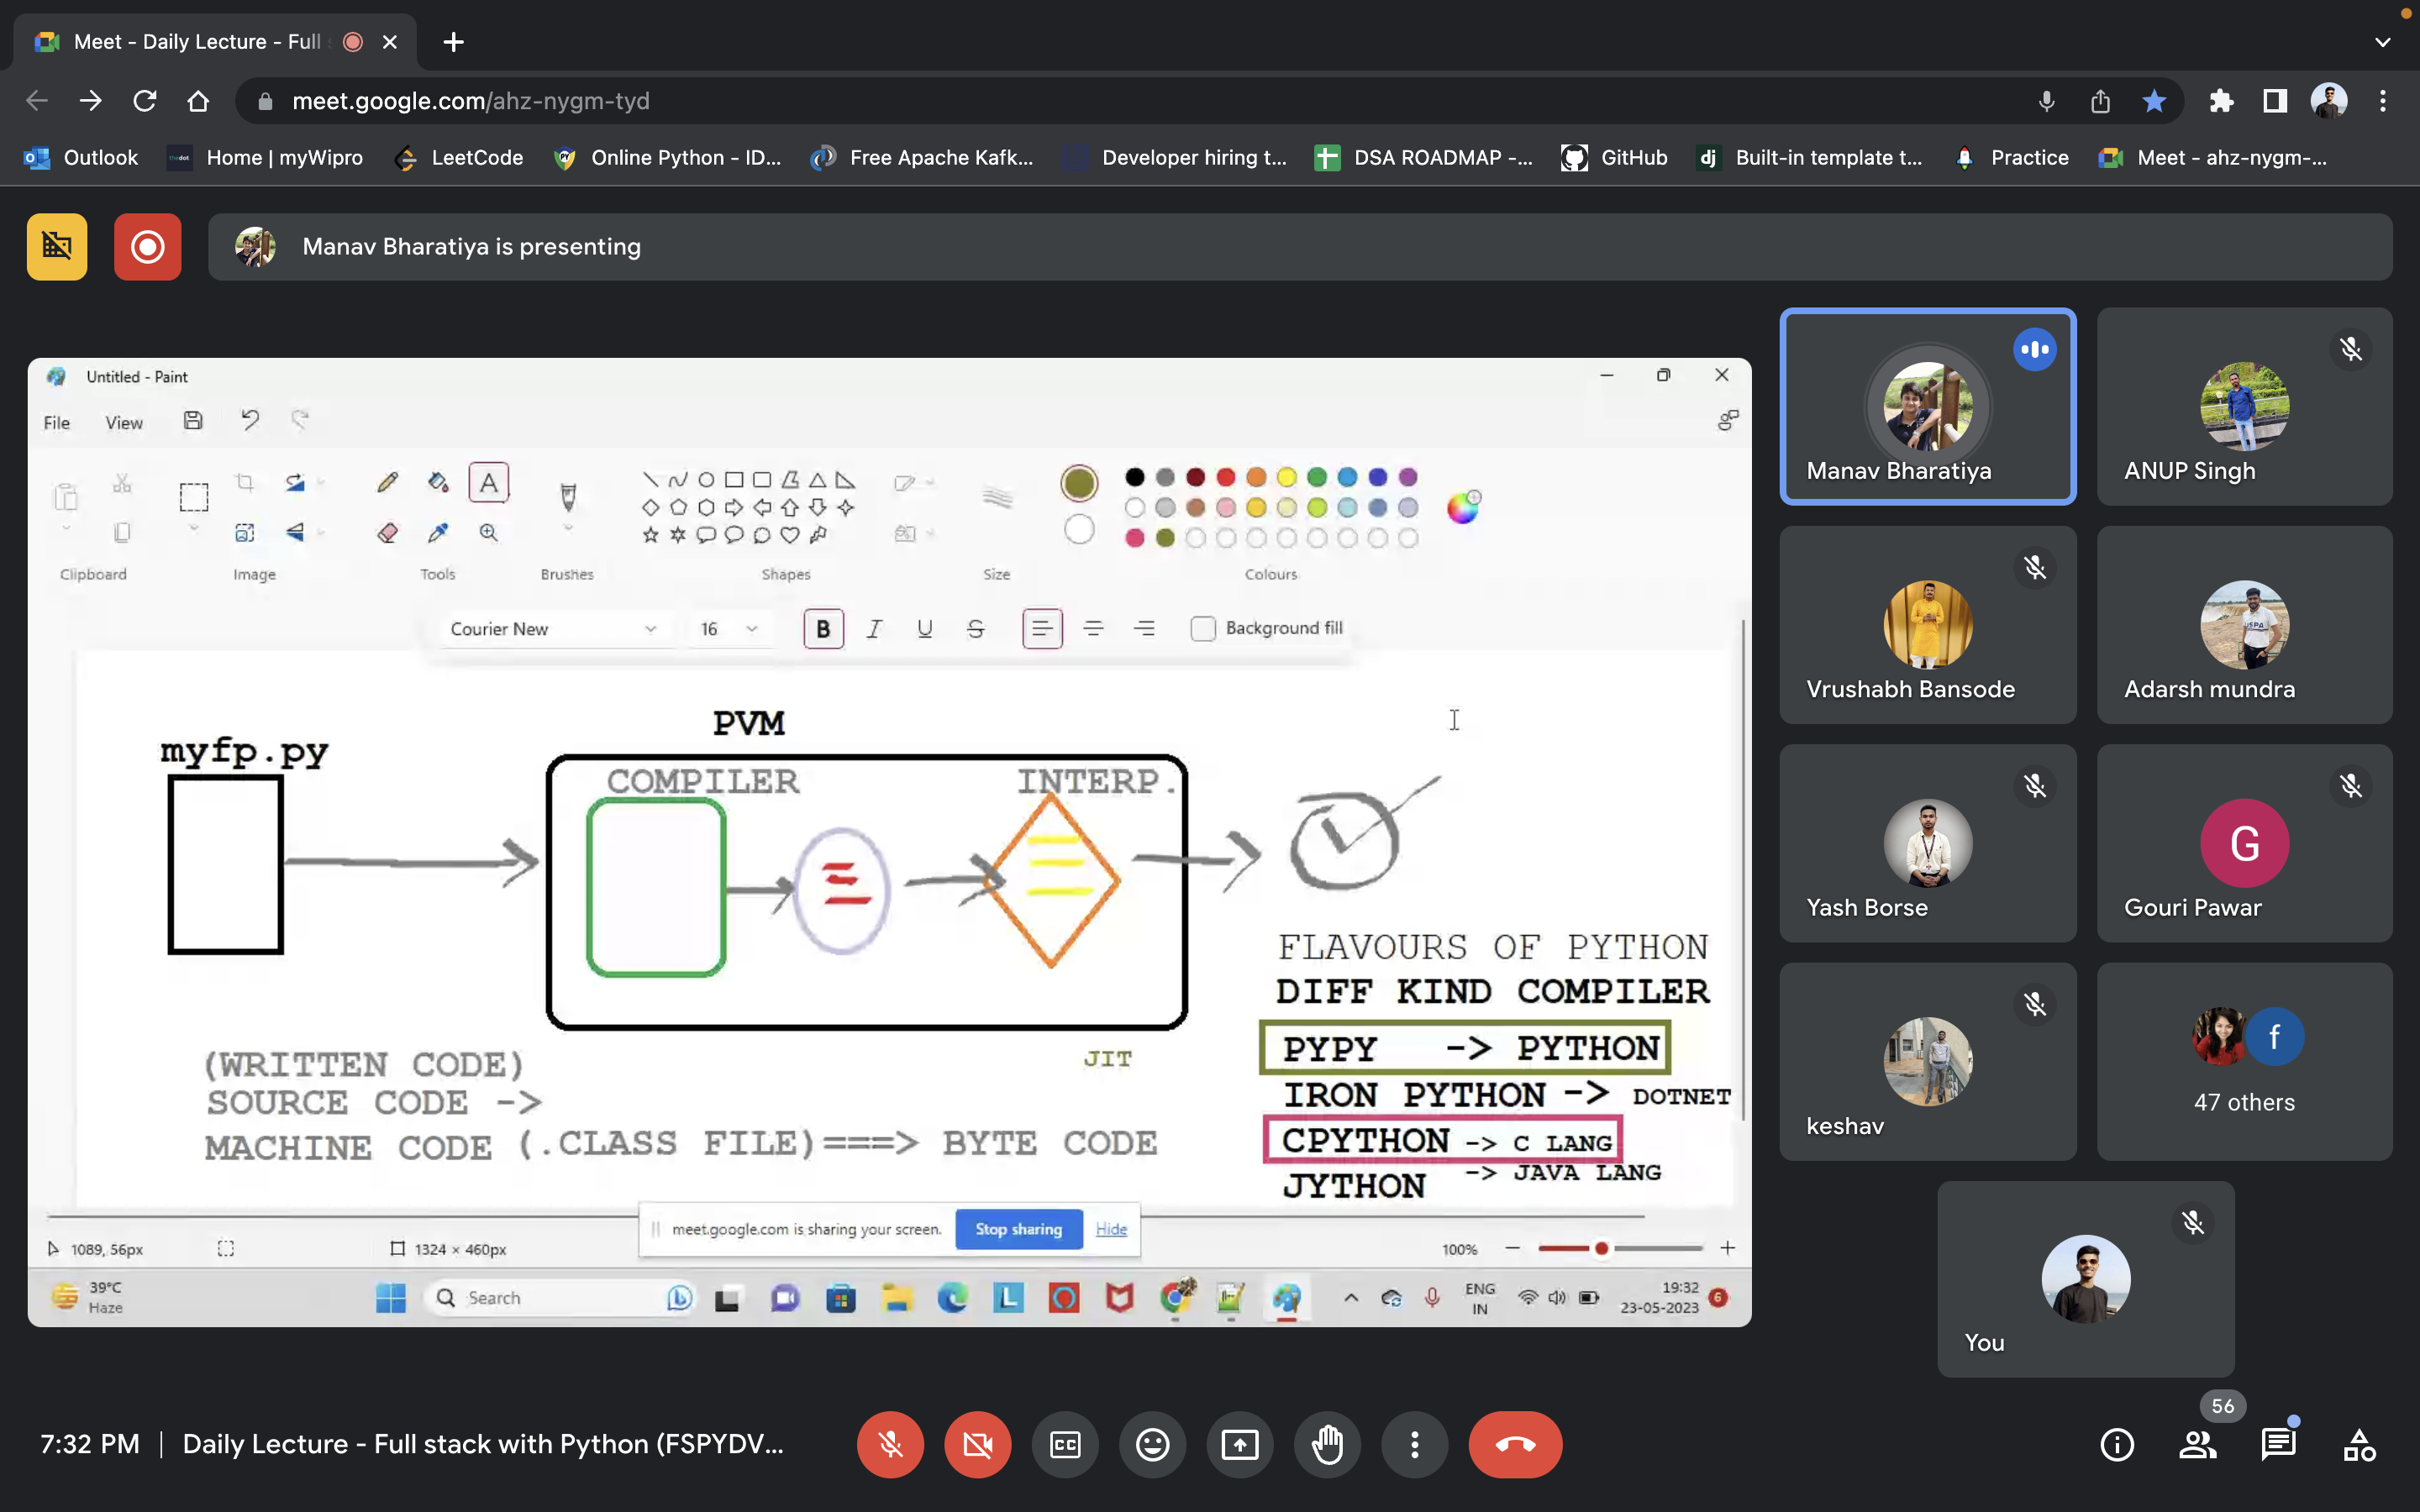 Meet - Daily Lecture - Full
meet.google.com/ahz-nygm-tyd
Outlook
Home | myWipro
LeetCode
Online Python - ID...
Free Apache Kafk...
Developer hiring t...
DSA ROADMAP -...
GitHub
dj
Built-in template t...
Practice
Meet - ahz-nygm-...
Manav Bharatiya is presenting
Untitled - Paint
File
View
A
Clipboard
Image
Tools
Brushes
Shapes
Size
Colours
Courier New
16
B
I
U
S
Background fill
PVM
myfp.py
COMPILER
INTERP.
FLAVOURS OF PYTHON
DIFF KIND COMPILER
PYPY -> PYTHON
IRON PYTHON -> DOTNET
CPYTHON -> C LANG
JYTHON -> JAVA LANG
JIT
(WRITTEN CODE)
SOURCE CODE ->
MACHINE CODE (.CLASS FILE)===> BYTE CODE
meet.google.com is sharing your screen.
Stop sharing
Hide
1089, 56px
1324 × 460px
100%
39°C
Haze
Search
L
ENG
IN
19:32
23-05-2023
6
Manav Bharatiya
ANUP Singh
Vrushabh Bansode
USPA
Adarsh mundra
Yash Borse
G
Gouri Pawar
keshav
f
47 others
You
7:32 PM | Daily Lecture - Full stack with Python (FSPYDV...
CC
56